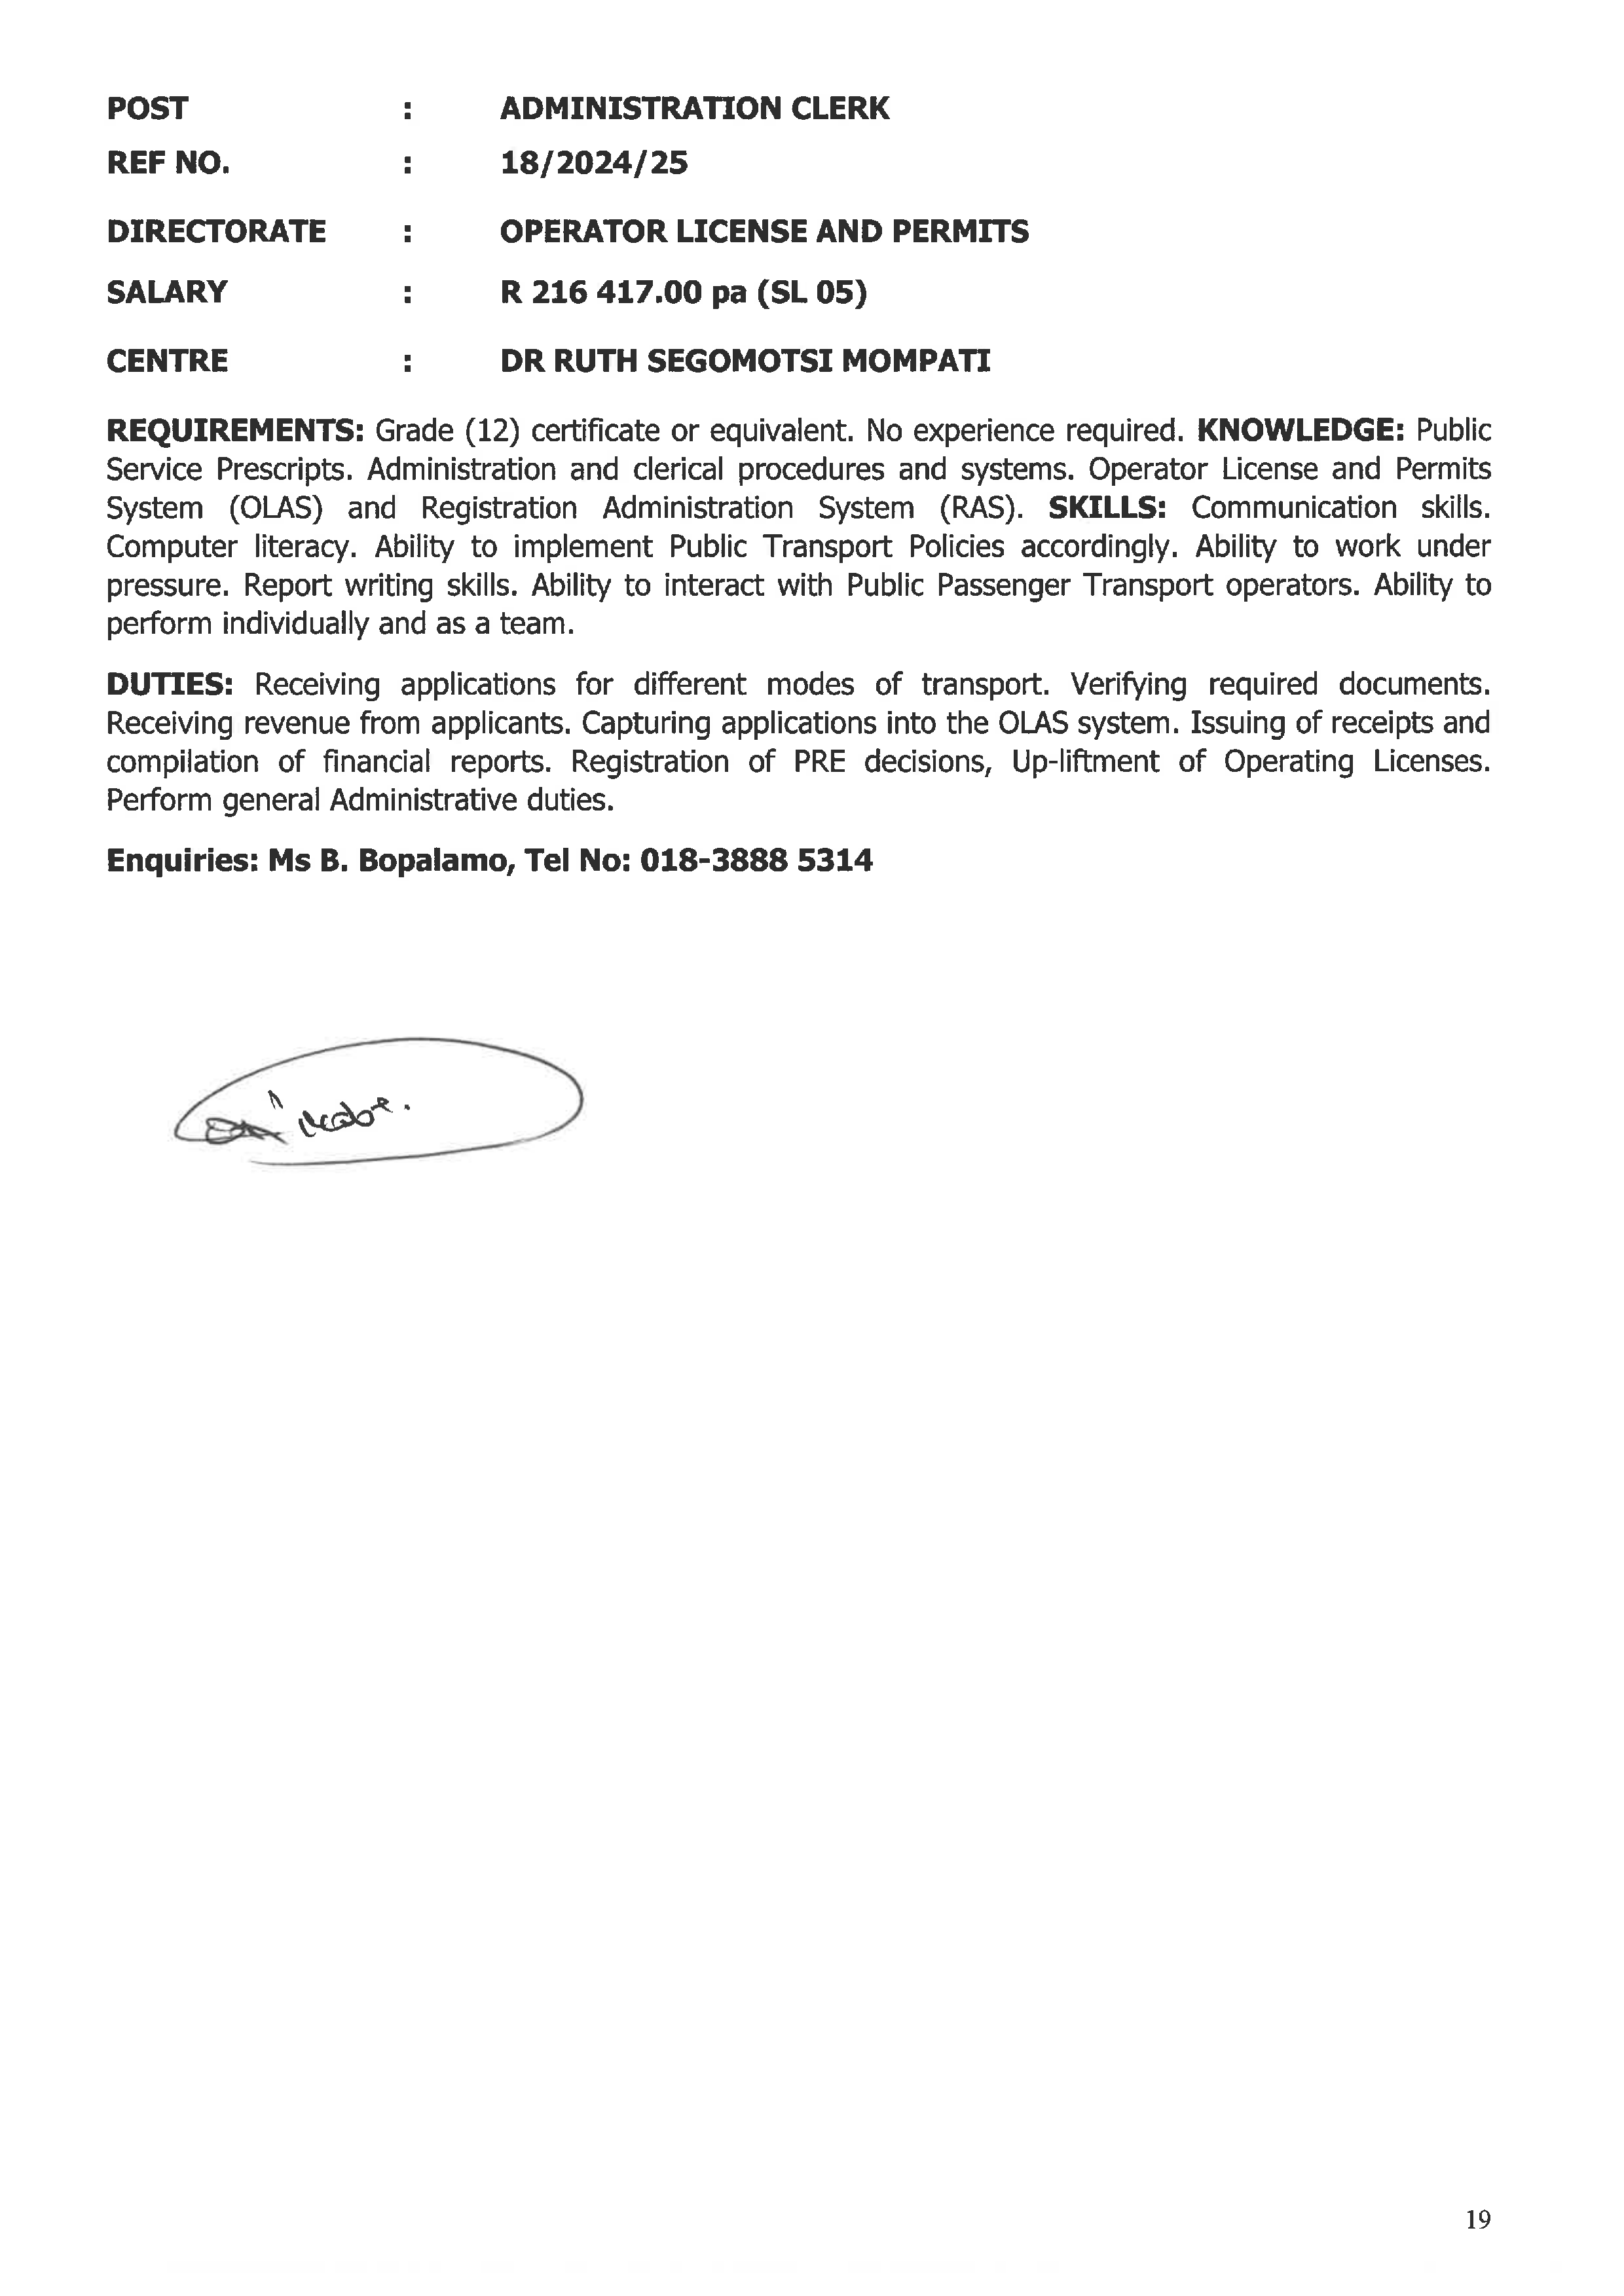 POST : ADMINISTRATION CLERK
REF NO. : 18/2024/25
DIRECTORATE : OPERATOR LICENSE AND PERMITS
SALARY : R 216 417.00 pa (SL 05)
CENTRE : DR RUTH SEGOMOTSI MOMPATI
REQUIREMENTS: Grade (12) certificate or equivalent. No experience required. KNOWLEDGE: Public
Service Prescripts. Administration and clerical procedures and systems. Operator License and Permits
System (OLAS) and Registration Administration System (RAS). SKILLS: Communication skills.
Computer literacy. Ability to implement Public Transport Policies accordingly. Ability to work under
pressure. Report writing skills. Ability to interact with Public Passenger Transport operators. Ability to
perform individually and as a team.
DUTIES: Receiving applications for different modes of transport. Verifying required documents.
Receiving revenue from applicants. Capturing applications into the OLAS system. Issuing of receipts and
compilation of financial reports. Registration of PRE decisions, Up-liftment of Operating Licenses.
Perform general Administrative duties.
Enquiries: Ms B. Bopalamo, Tel No: 018-3888 5314
19